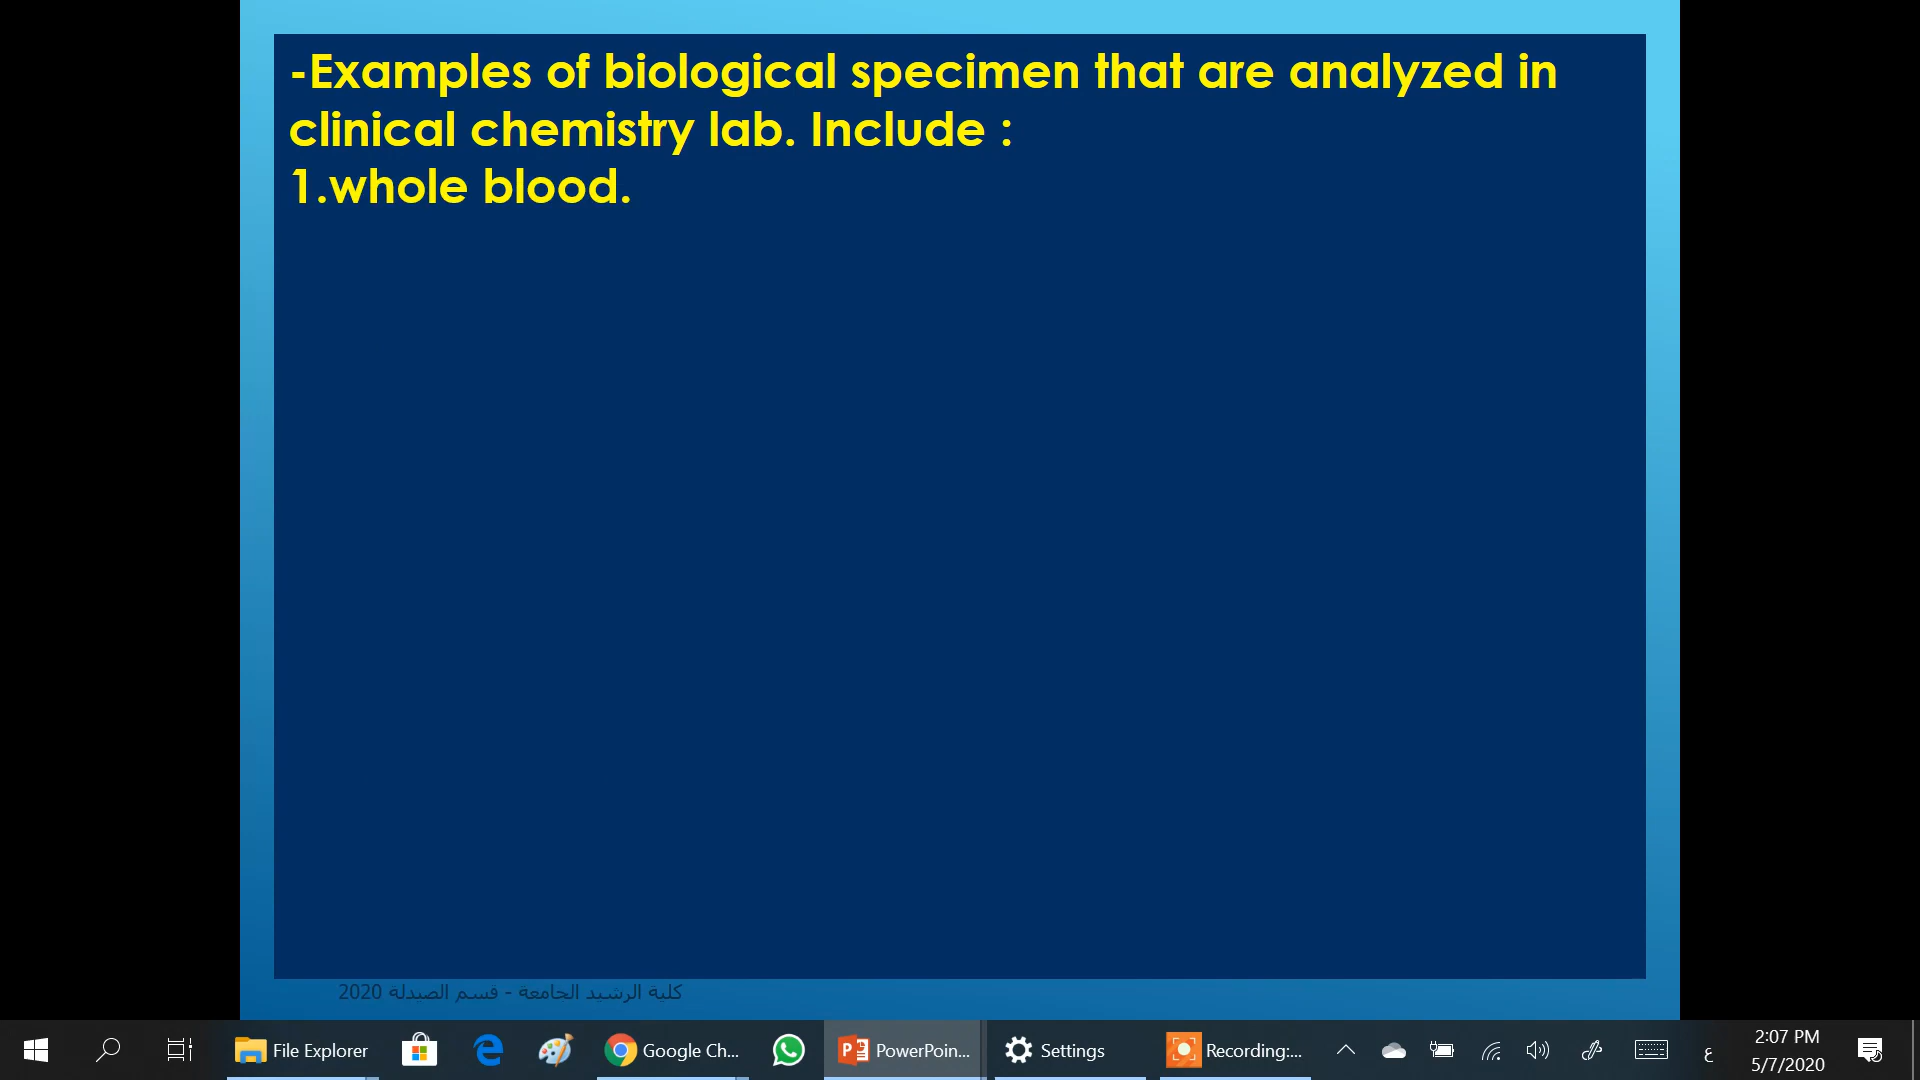 -Examples of biological specimen that are analyzed in
clinical chemistry lab. Include :
1.whole blood.
كلية الرشيد الجامعة - قسم الصيدلة 2020
File Explorer
Google Ch...
PowerPoin...
Settings
Recording:...
ع
2:07 PM
5/7/2020